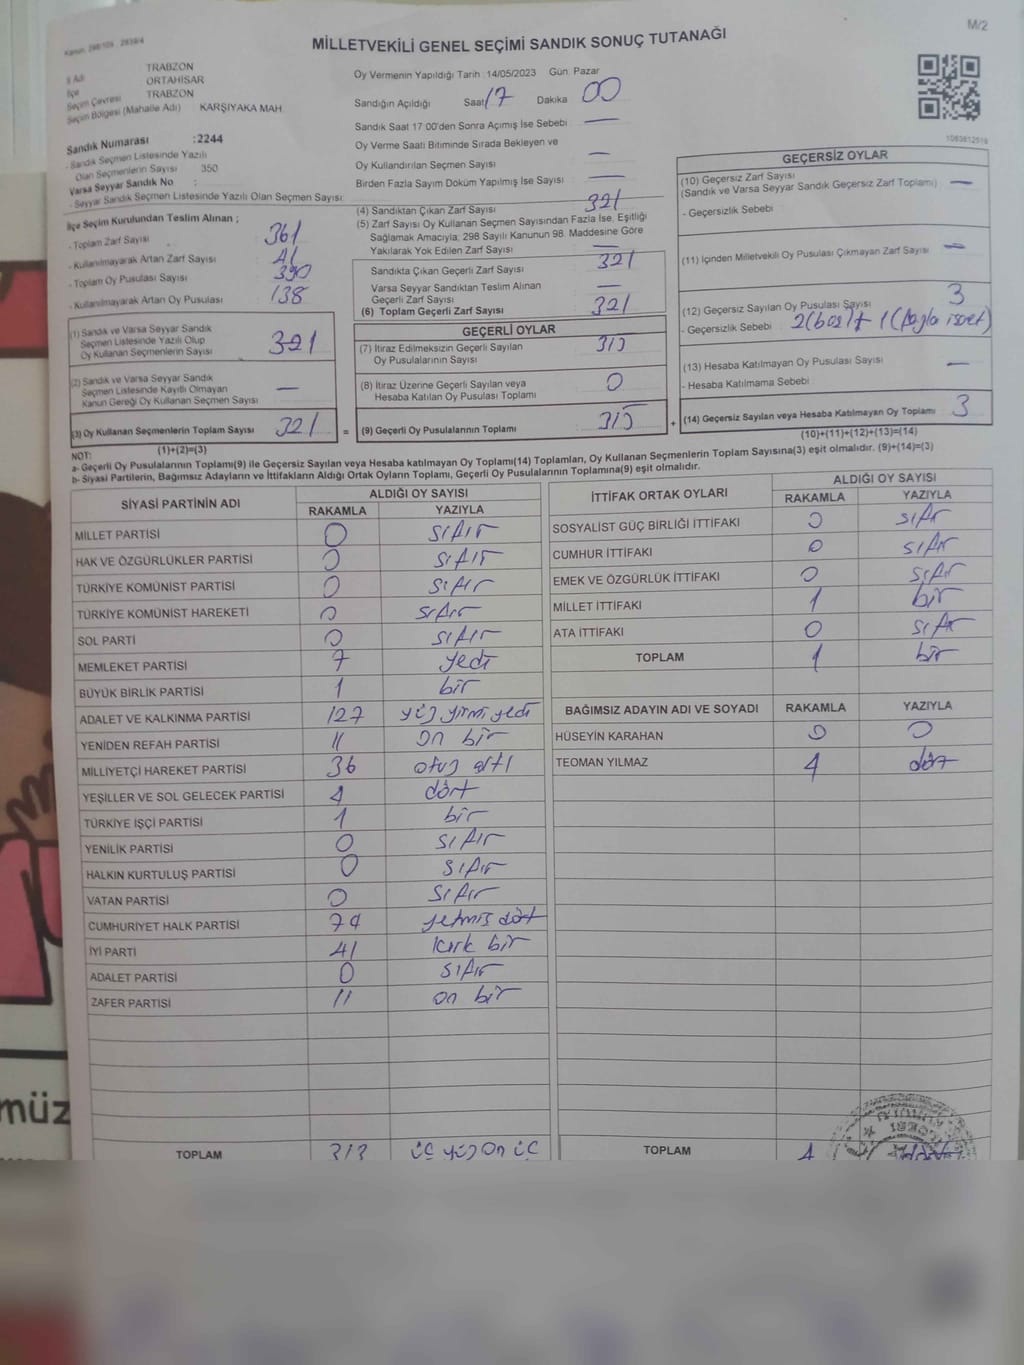 M/2
Kanun: 298/105 - 2839/4
MİLLETVEKİLİ GENEL SEÇİMİ SANDIK SONUÇ TUTANAĞI
İl Adı TRABZON
İlçe ORTAHİSAR
Seçim Çevresi TRABZON
Seçim Bölgesi (Mahalle Adı) KARŞIYAKA MAH.
Sandık Numarası :2244
- Sandık Seçmen Listesinde Yazılı
Olan Seçmenlerin Sayısı 350
Varsa Seyyar Sandık No :
- Seyyar Sandık Seçmen Listesinde Yazılı Olan Seçmen Sayısı:
İlçe Seçim Kurulundan Teslim Alınan ;
- Toplam Zarf Sayısı 361
- Kullanılmayarak Artan Zarf Sayısı 41
- Toplam Oy Pusulası Sayısı 390
- Kullanılmayarak Artan Oy Pusulası 138
(1) Sandık ve Varsa Seyyar Sandık
Seçmen Listesinde Yazılı Olup
Oy Kullanan Seçmenlerin Sayısı 321
(2) Sandık ve Varsa Seyyar Sandık
Seçmen Listesinde Kayıtlı Olmayan
Kanun Gereği Oy Kullanan Seçmen Sayısı —
(3) Oy Kullanan Seçmenlerin Toplam Sayısı 321 =
(1)+(2)=(3)
Oy Vermenin Yapıldığı Tarih : 14/05/2023 Gün: Pazar
Sandığın Açıldığı Saat 17 Dakika 00
Sandık Saat 17:00'den Sonra Açılmış İse Sebebi —
Oy Verme Saati Bitiminde Sırada Bekleyen ve
Oy Kullandırılan Seçmen Sayısı —
Birden Fazla Sayım Döküm Yapılmış İse Sayısı —
(4) Sandıktan Çıkan Zarf Sayısı 321
(5) Zarf Sayısı Oy Kullanan Seçmen Sayısından Fazla İse, Eşitliği
Sağlamak Amacıyla; 298 Sayılı Kanunun 98. Maddesine Göre
Yakılarak Yok Edilen Zarf Sayısı —
Sandıkta Çıkan Geçerli Zarf Sayısı 321
Varsa Seyyar Sandıktan Teslim Alınan
Geçerli Zarf Sayısı —
(6) Toplam Geçerli Zarf Sayısı 321
GEÇERLİ OYLAR
(7) İtiraz Edilmeksizin Geçerli Sayılan
Oy Pusulalarının Sayısı 315
(8) İtiraz Üzerine Geçerli Sayılan veya
Hesaba Katılan Oy Pusulası Toplamı 0
(9) Geçerli Oy Pusulalarının Toplamı 315 +
GEÇERSİZ OYLAR
(10) Geçersiz Zarf Sayısı —
(Sandık ve Varsa Seyyar Sandık Geçersiz Zarf Toplamı)
- Geçersizlik Sebebi
(11) İçinden Milletvekili Oy Pusulası Çıkmayan Zarf Sayısı —
(12) Geçersiz Sayılan Oy Pusulası Sayısı 3
- Geçersizlik Sebebi 2(boş)+ 1(fazla işret)
(13) Hesaba Katılmayan Oy Pusulası Sayısı —
- Hesaba Katılmama Sebebi
(14) Geçersiz Sayılan veya Hesaba Katılmayan Oy Toplamı 3
(10)+(11)+(12)+(13)=(14)
NOT:
a- Geçerli Oy Pusulalarının Toplamı(9) ile Geçersiz Sayılan veya Hesaba katılmayan Oy Toplamı(14) Toplamları, Oy Kullanan Seçmenlerin Toplam Sayısına(3) eşit olmalıdır. (9)+(14)=(3)
b- Siyasi Partilerin, Bağımsız Adayların ve İttifakların Aldığı Ortak Oyların Toplamı, Geçerli Oy Pusulalarının Toplamına(9) eşit olmalıdır.
SİYASİ PARTİNİN ADI ALDIĞI OY SAYISI
RAKAMLA YAZIYLA
MİLLET PARTİSİ 0 sıfır
HAK VE ÖZGÜRLÜKLER PARTİSİ 0 sıfır
TÜRKİYE KOMÜNİST PARTİSİ 0 sıfır
TÜRKİYE KOMÜNİST HAREKETİ 0 sıfır
SOL PARTİ 0 sıfır
MEMLEKET PARTİSİ 7 yedi
BÜYÜK BİRLİK PARTİSİ 1 bir
ADALET VE KALKINMA PARTİSİ 127 yüz yirmi yedi
YENİDEN REFAH PARTİSİ 11 on bir
MİLLİYETÇİ HAREKET PARTİSİ 36 otuz altı
YEŞİLLER VE SOL GELECEK PARTİSİ 4 dört
TÜRKİYE İŞÇİ PARTİSİ 1 bir
YENİLİK PARTİSİ 0 sıfır
HALKIN KURTULUŞ PARTİSİ 0 sıfır
VATAN PARTİSİ 0 sıfır
CUMHURİYET HALK PARTİSİ 74 yetmiş dört
İYİ PARTİ 41 kırk bir
ADALET PARTİSİ 0 sıfır
ZAFER PARTİSİ 11 on bir
TOPLAM 313 üç yüz on üç
İTTİFAK ORTAK OYLARI ALDIĞI OY SAYISI
RAKAMLA YAZIYLA
SOSYALİST GÜÇ BİRLİĞİ İTTİFAKI 0 sıfır
CUMHUR İTTİFAKI 0 sıfır
EMEK VE ÖZGÜRLÜK İTTİFAKI 0 sıfır
MİLLET İTTİFAKI 1 bir
ATA İTTİFAKI 0 sıfır
TOPLAM 1 bir
BAĞIMSIZ ADAYIN ADI VE SOYADI RAKAMLA YAZIYLA
HÜSEYİN KARAHAN 0 0
TEOMAN YILMAZ 4 dört
TOPLAM 4
müz